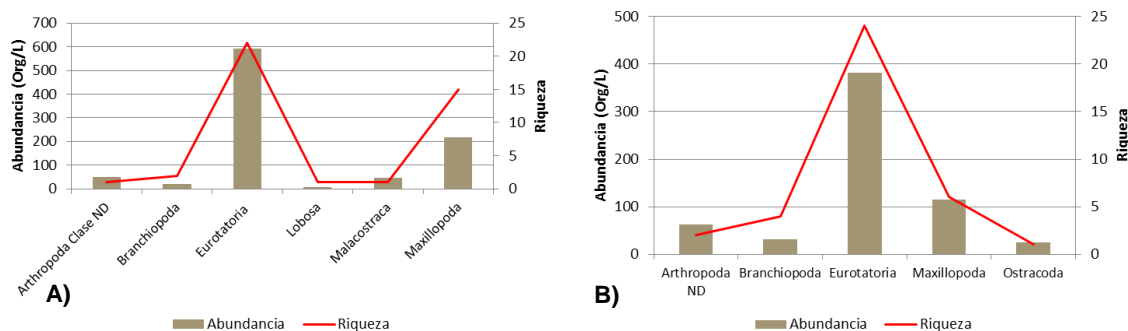 700
600
500
400
300
200
100
0
Abundancia (Org/L)
25
20
15
10
5
0
Riqueza
Arthropoda Clase ND
Branchiopoda
Eurotatoria
Lobosa
Malacostraca
Maxillopoda
A)
Abundancia
Riqueza
500
400
300
200
100
0
Abundancia (Org/L)
25
20
15
10
5
0
Riqueza
Arthropoda
ND
Branchiopoda
Eurotatoria
Maxillopoda
Ostracoda
B)
Abundancia
Riqueza